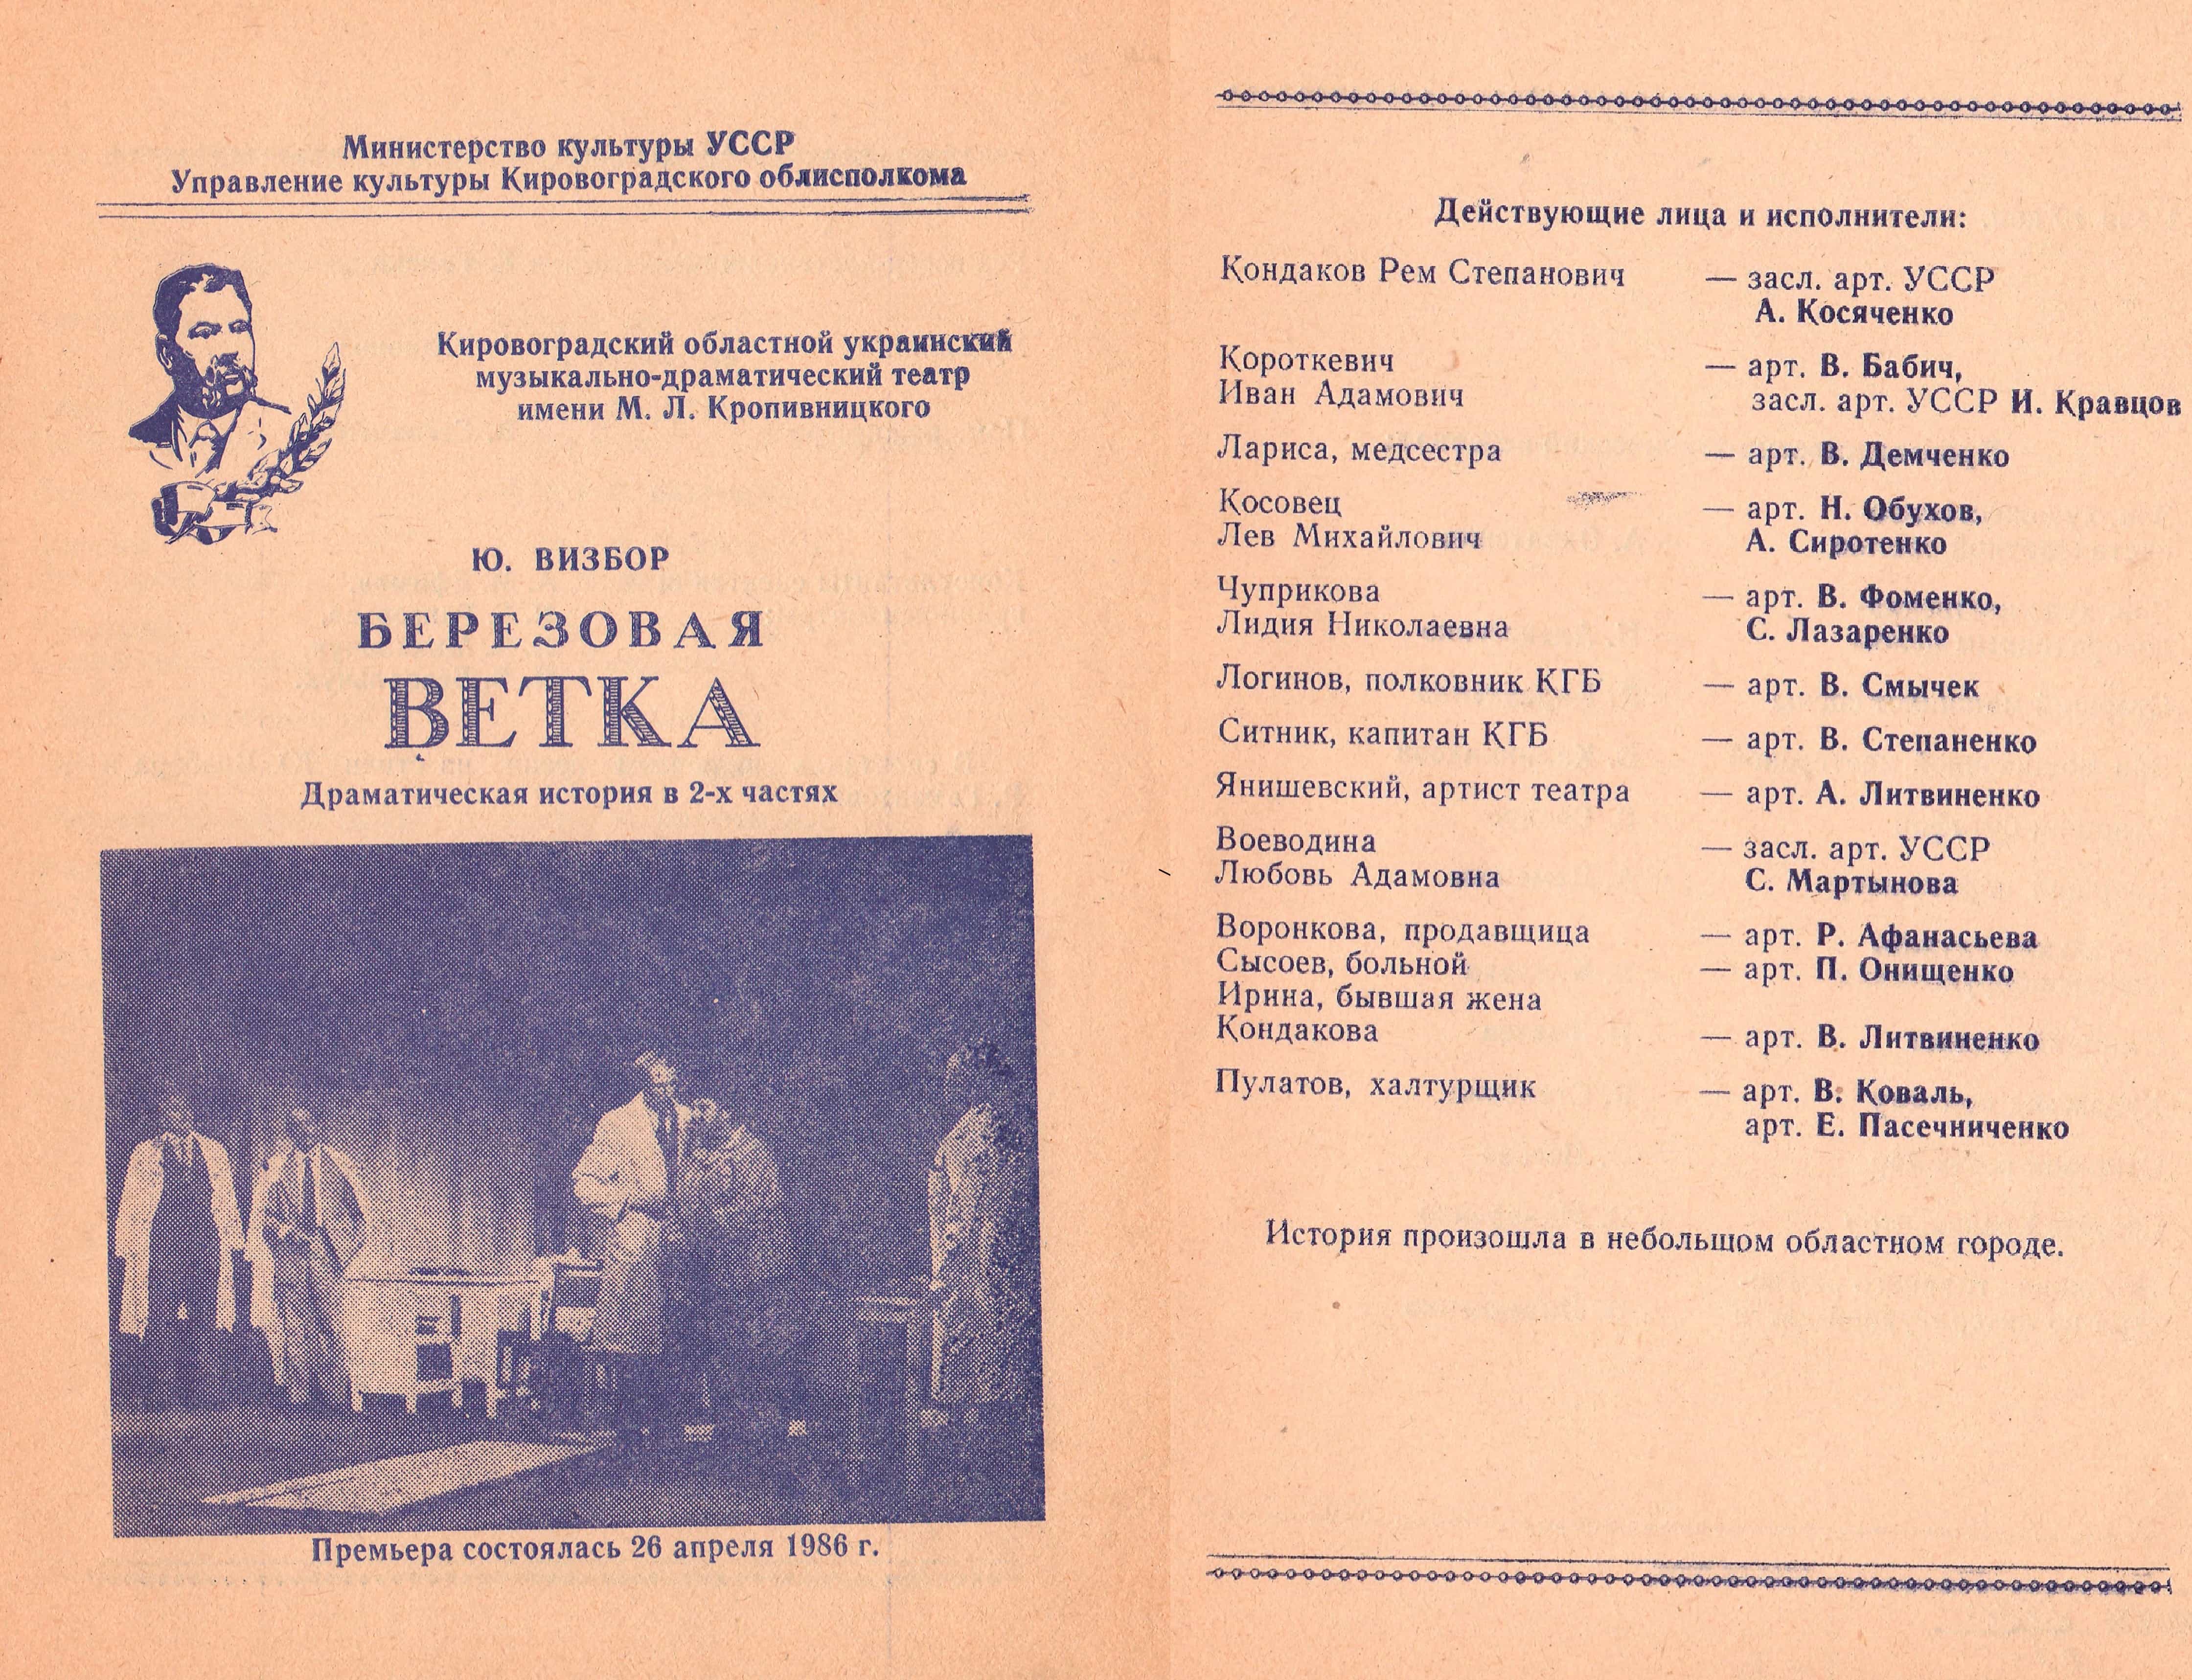 Министерство культуры УССР
Управление культуры Кировоградского облисполкома
Кировоградский областной украинский
музыкально-драматический театр
имени М. Л. Кропивницкого
Ю. ВИЗБОР
БЕРЕЗОВАЯ
ВЕТКА
Драматическая история в 2-х частях
Премьера состоялась 26 апреля 1986 г.
Действующие лица и исполнители:
Кондаков Рем Степанович — засл. арт. УССР
А. Косяченко
Короткевич — арт. В. Бабич,
Иван Адамович засл. арт. УССР И. Кравцов
Лариса, медсестра — арт. В. Демченко
Косовец — арт. Н. Обухов,
Лев Михайлович А. Сиротенко
Чуприкова — арт. В. Фоменко,
Лидия Николаевна С. Лазаренко
Логинов, полковник КГБ — арт. В. Смычек
Ситник, капитан КГБ — арт. В. Степаненко
Янишевский, артист театра — арт. А. Литвиненко
Воеводина — засл. арт. УССР
Любовь Адамовна С. Мартынова
Воронкова, продавщица — арт. Р. Афанасьева
Сысоев, больной — арт. П. Онищенко
Ирина, бывшая жена
Кондакова — арт. В. Литвиненко
Пулатов, халтурщик — арт. В. Коваль,
арт. Е. Пасечниченко
История произошла в небольшом областном городе.